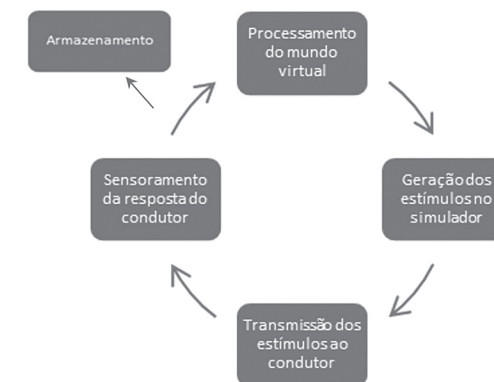 Armazenamento
Processamento
do mundo
virtual
Sensoramento
da resposta do
condutor
Geração dos
estímulos no
simulador
Transmissão dos
estímulos ao
condutor